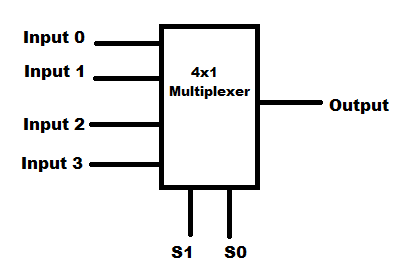 Input 0
Input 1
Input 2
Input 3
4x1
Multiplexer
Output
S1
S0